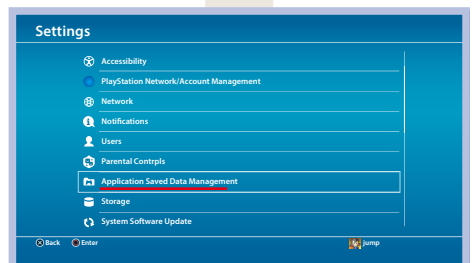 Settings
Accessibility
PlayStation Network/Account Management
Network
Notifications
Users
Parental Contrpls
Application Saved Data Management
Storage
System Software Update
Back Enter jump